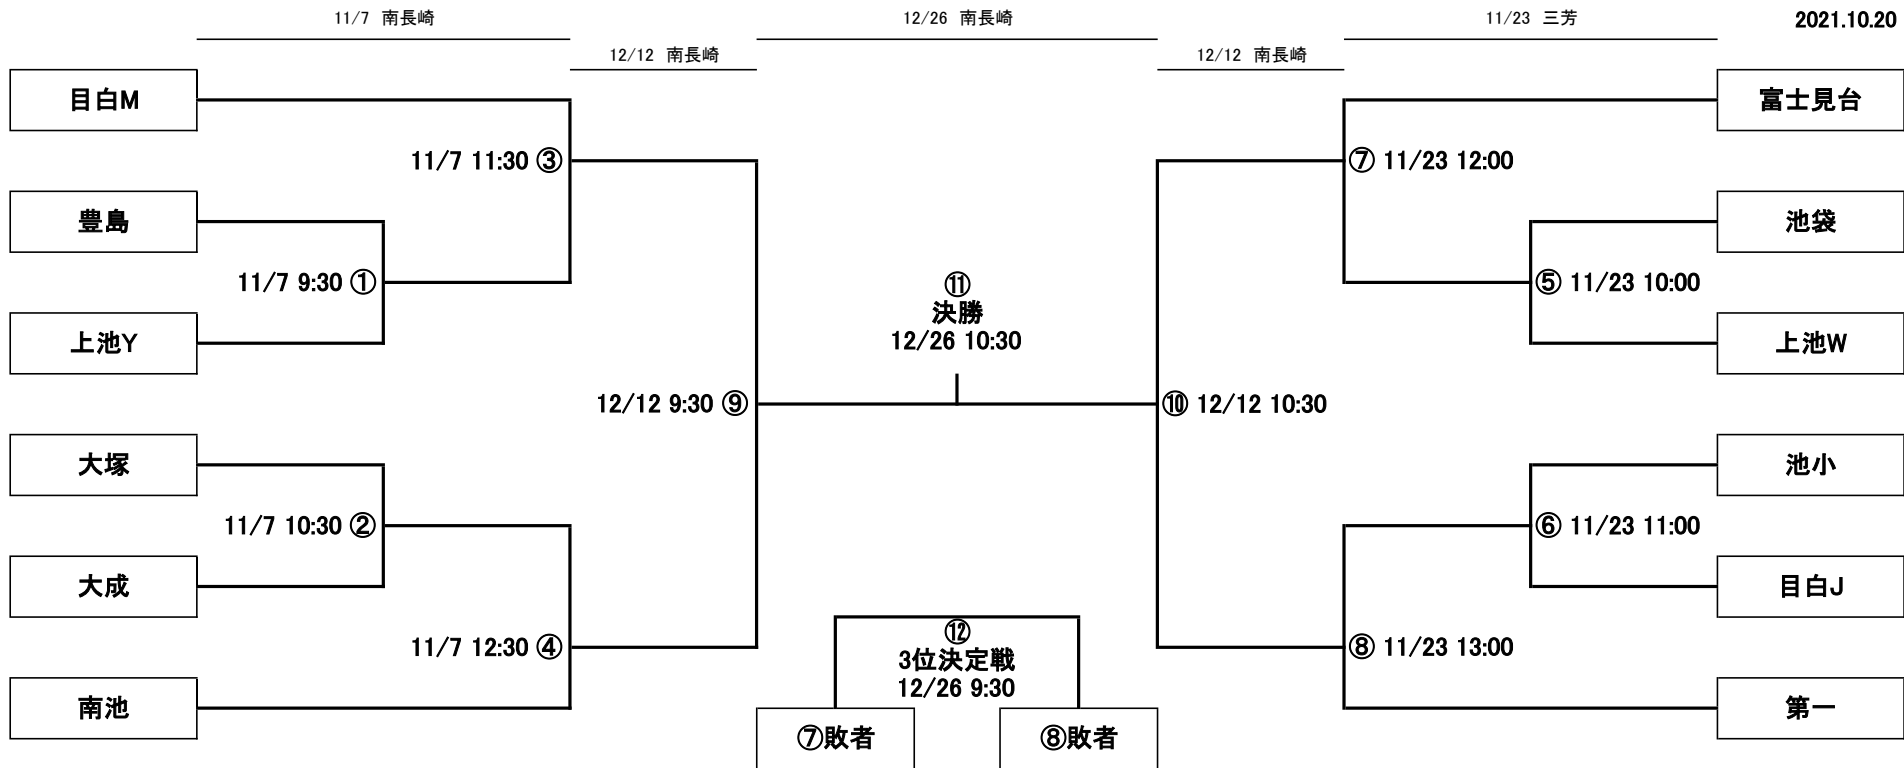 11/7 南長崎
12/26 南長崎
11/23 三芳
2021.10.20
12/12 南長崎
12/12 南長崎
目白M
富士見台
11/7 11:30 ③
⑦ 11/23 12:00
豊島
池袋
11/7 9:30 ①
⑪
決勝
12/26 10:30
⑤ 11/23 10:00
上池Y
上池W
12/12 9:30 ⑨
⑩ 12/12 10:30
大塚
池小
11/7 10:30 ②
⑥ 11/23 11:00
大成
目白J
11/7 12:30 ④
⑫
3位決定戦
12/26 9:30
⑧ 11/23 13:00
南池
第一
⑦敗者
⑧敗者